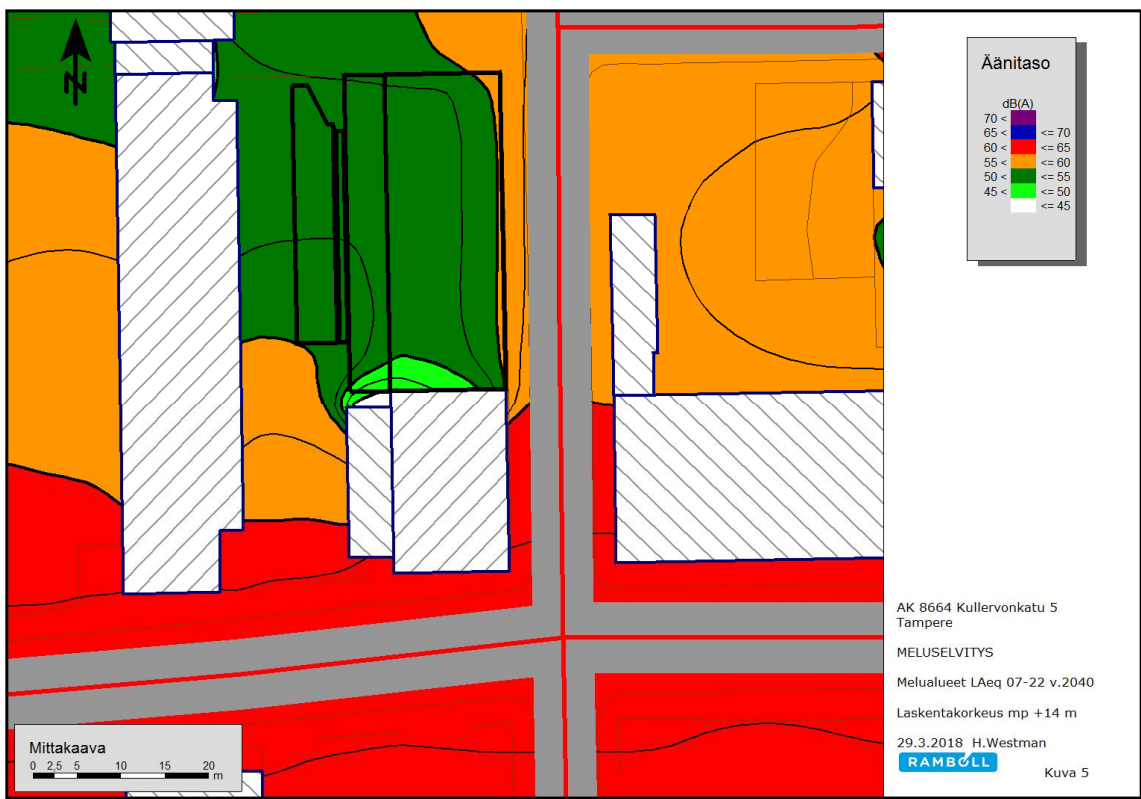 N
Äänitaso
dB(A)
70 <
65 < <= 70
60 < <= 65
55 < <= 60
50 < <= 55
45 < <= 50
<= 45
AK 8664 Kullervonkatu 5
Tampere
MELUSELVITYS
Melualueet LAeq 07-22 v.2040
Laskentakorkeus mp +14 m
29.3.2018 H.Westman
RAMBOLL
Kuva 5
Mittakaava
0 2,5 5 10 15 20
m